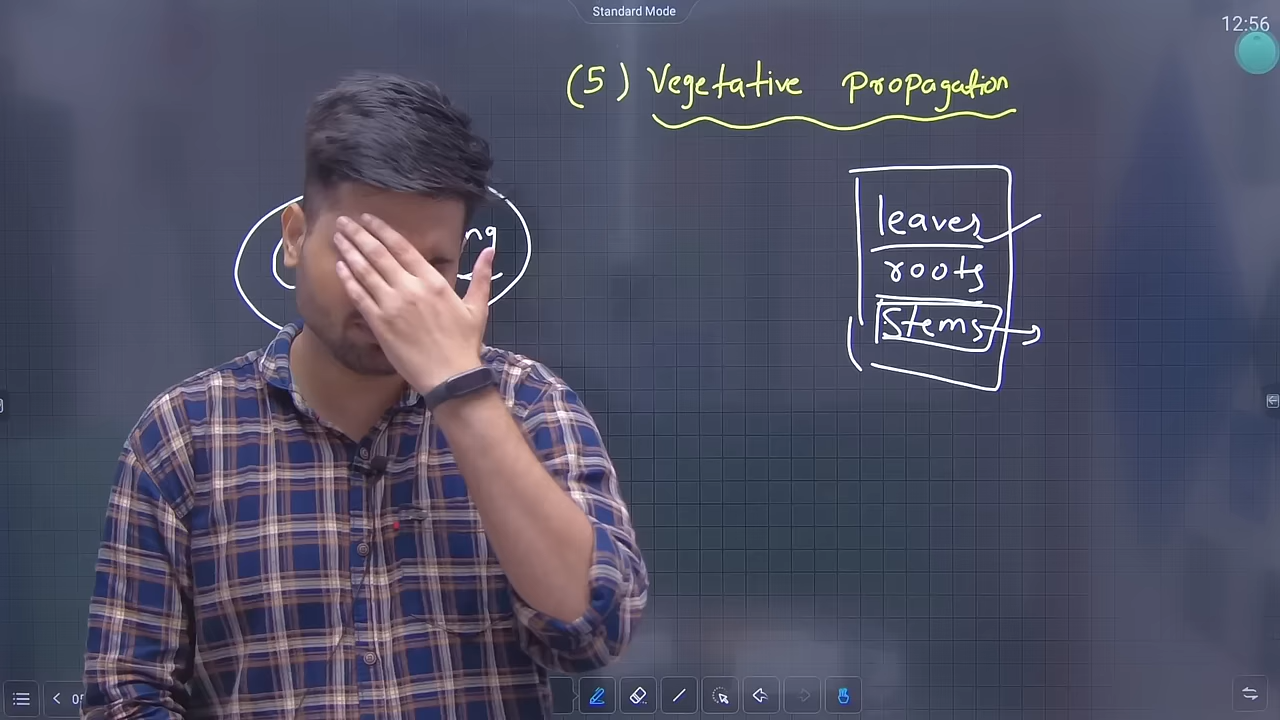 Standard Mode
12:56
(5) Vegetative Propagation
leaves
roots
Stems